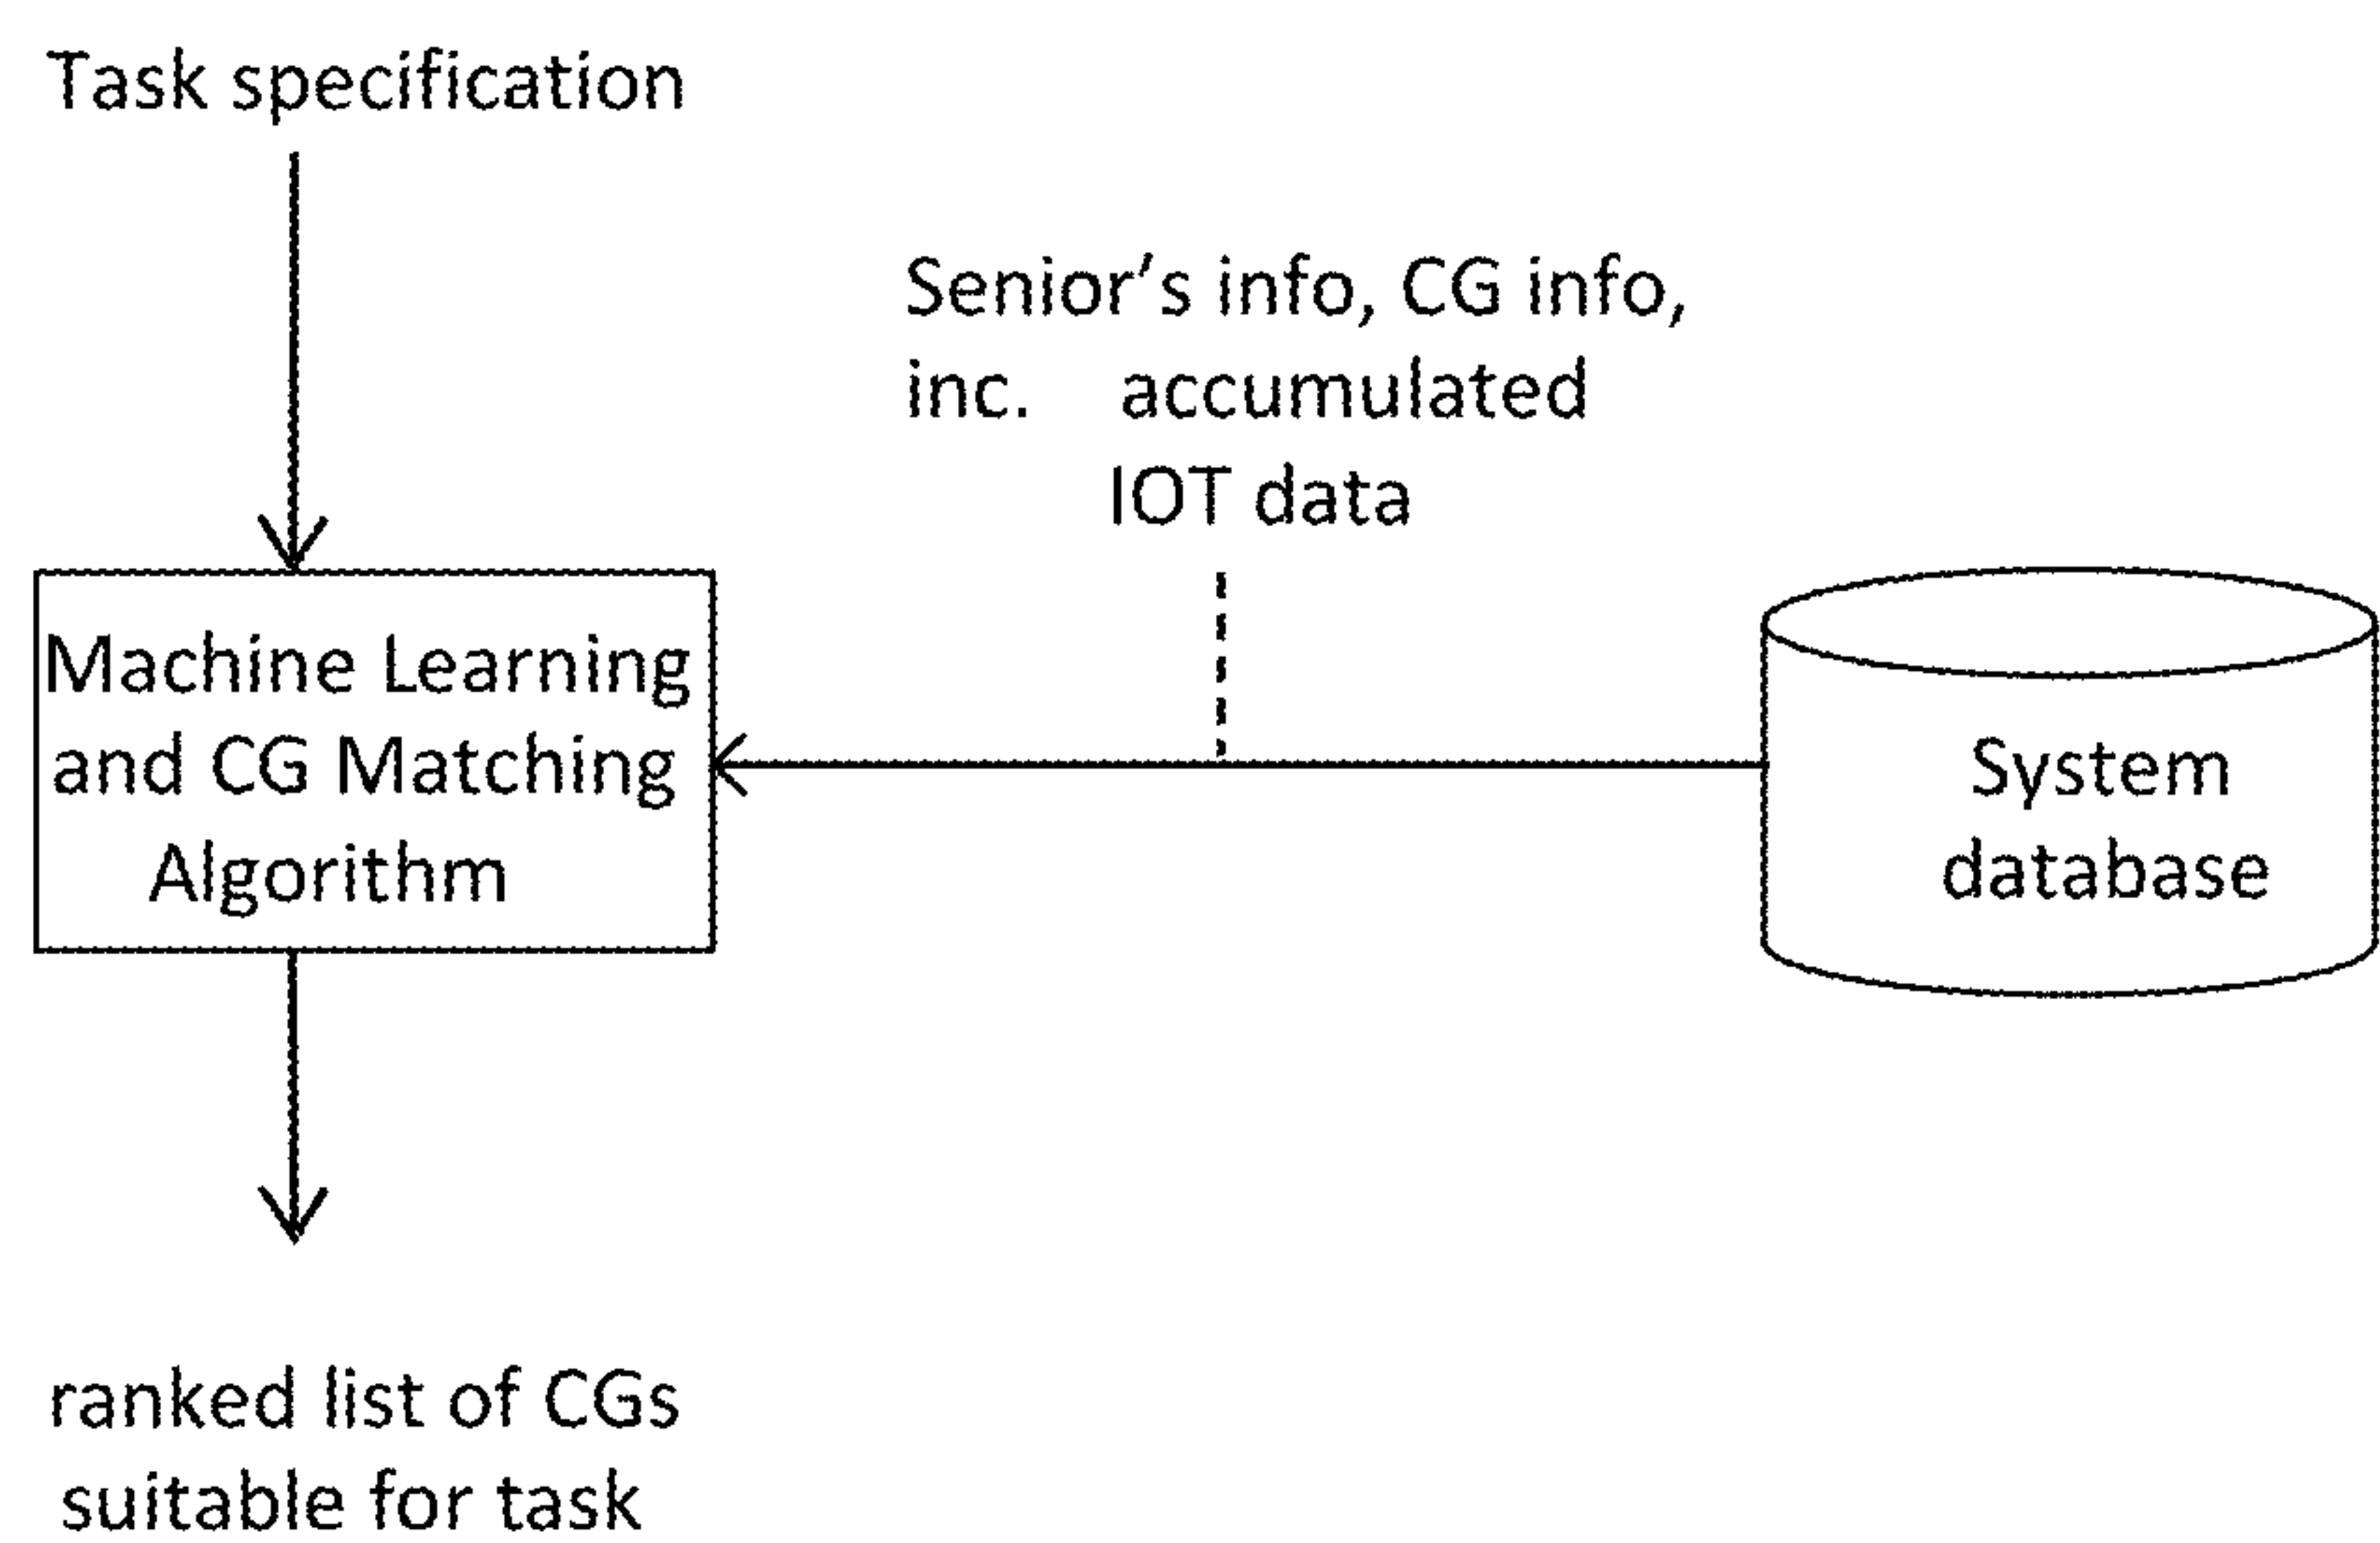 Task specification
Senior's info, CG info,
inc. accumulated
IOT data
Machine Learning
and CG Matching
Algorithm
System
database
ranked list of CGs
suitable for task